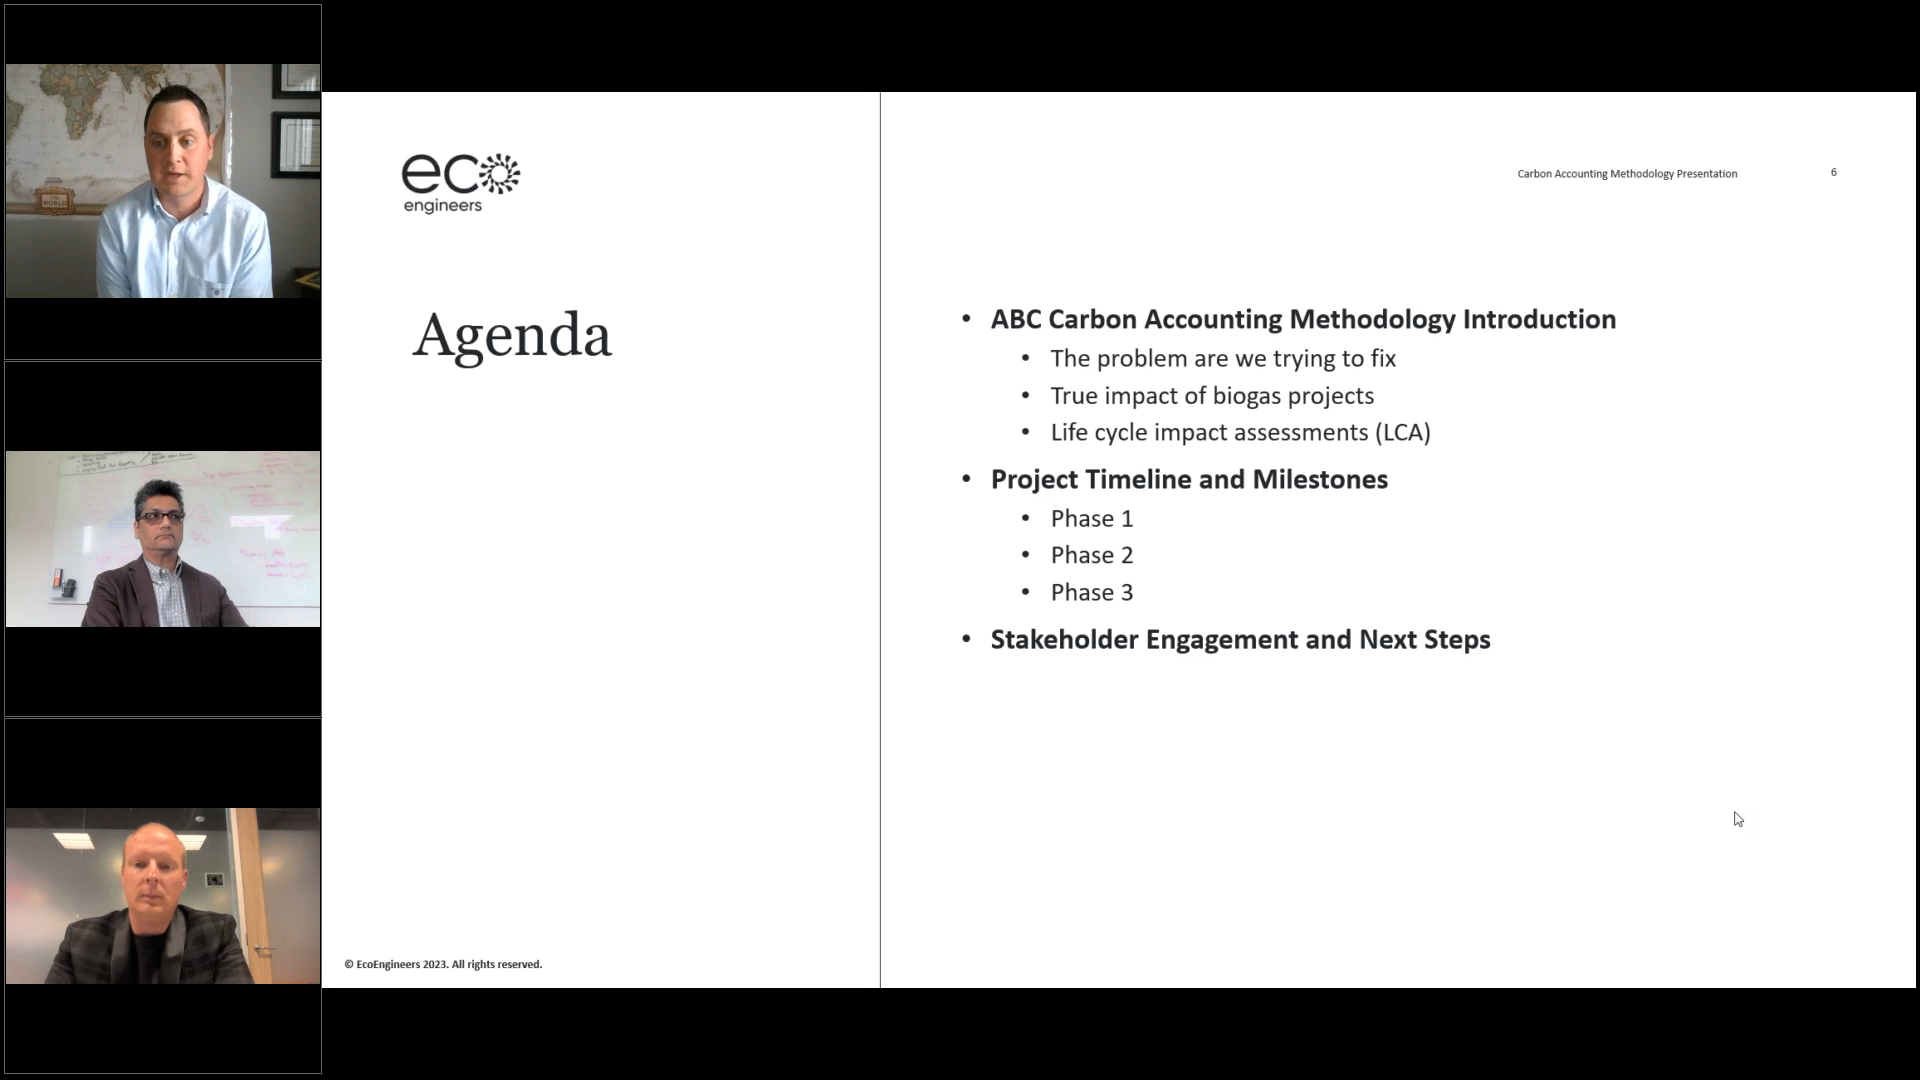 THE
WORLD
eco
engineers
Carbon Accounting Methodology Presentation
6
Agenda
• ABC Carbon Accounting Methodology Introduction
• The problem are we trying to fix
• True impact of biogas projects
• Life cycle impact assessments (LCA)
• Project Timeline and Milestones
• Phase 1
• Phase 2
• Phase 3
• Stakeholder Engagement and Next Steps
© EcoEngineers 2023. All rights reserved.